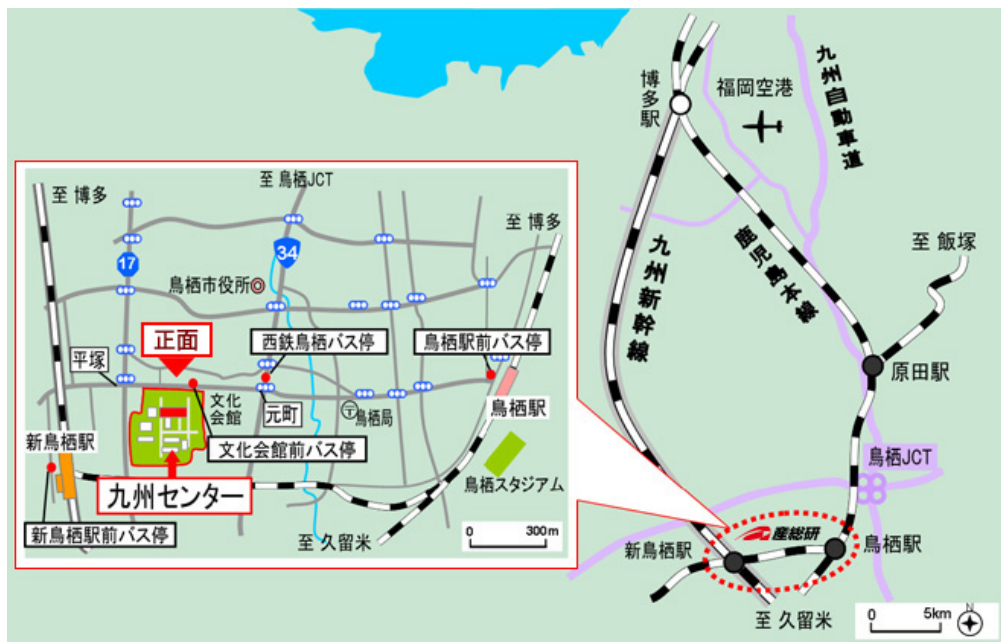 至 博多
至 鳥栖JCT
至 博多
34
17
鳥栖市役所
正面
西鉄鳥栖バス停
鳥栖駅前バス停
平塚
文化
会館
元町
鳥栖局
鳥栖駅
新鳥栖駅
文化会館前バス停
九州センター
鳥栖スタジアム
新鳥栖駅前バス停
至 久留米
0 300m
博多駅
福岡空港
九州自動車道
九州新幹線
鹿児島本線
至 飯塚
原田駅
鳥栖JCT
産総研
新鳥栖駅
鳥栖駅
至 久留米
0 5km
N